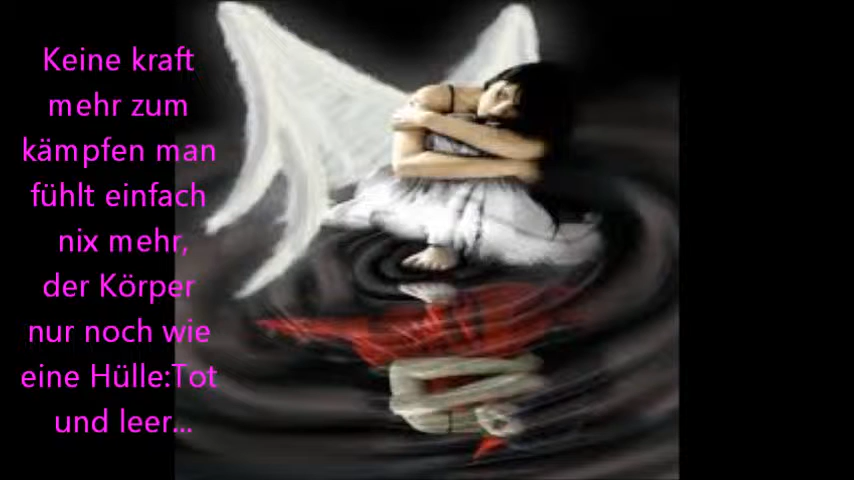 Keine kraft
mehr zum
kämpfen man
fühlt einfach
nix mehr,
der Körper
nur noch wie
eine Hülle:Tot
und leer...